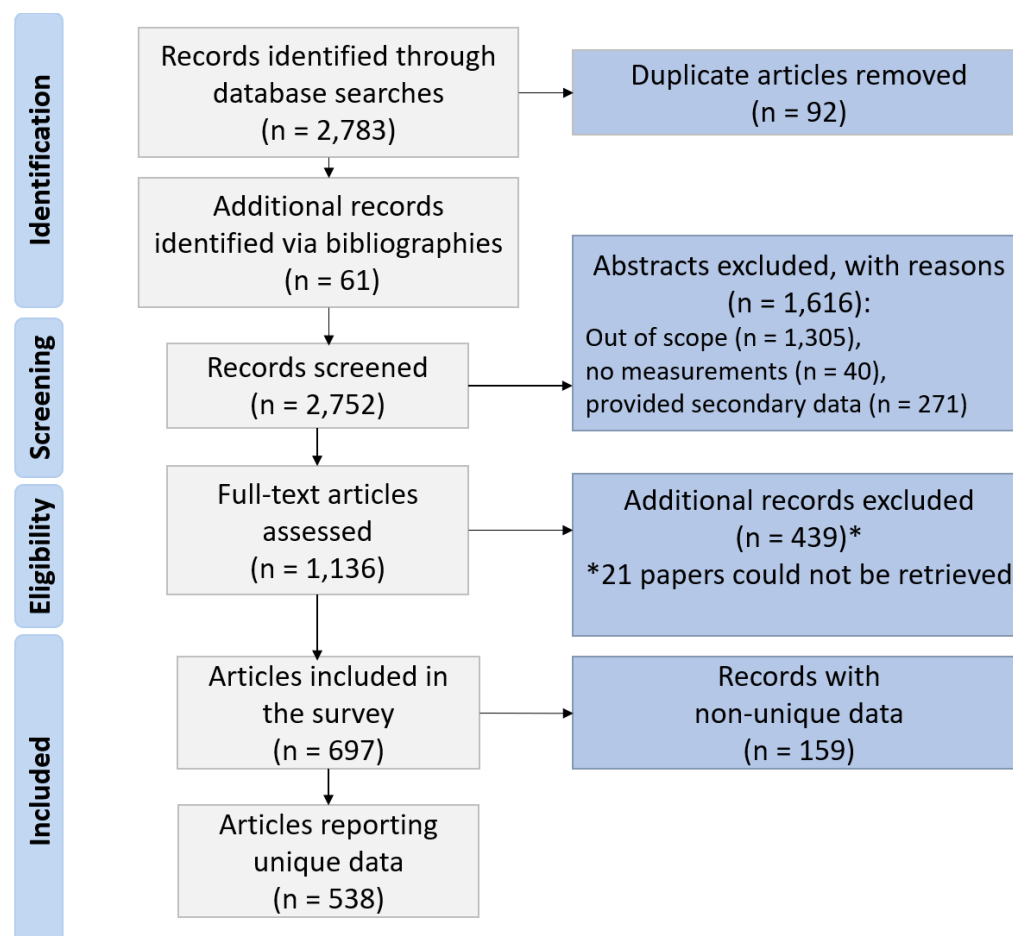 Identification
Records identified through
database searches
(n = 2,783)
Duplicate articles removed
(n = 92)
Additional records
identified via bibliographies
(n = 61)
Screening
Records screened
(n = 2,752)
Abstracts excluded, with reasons
(n = 1,616):
Out of scope (n = 1,305),
no measurements (n = 40),
provided secondary data (n = 271)
Eligibility
Full-text articles
assessed
(n = 1,136)
Additional records excluded
(n = 439)*
*21 papers could not be retrieved
Included
Articles included in
the survey
(n = 697)
Records with
non-unique data
(n = 159)
Articles reporting
unique data
(n = 538)